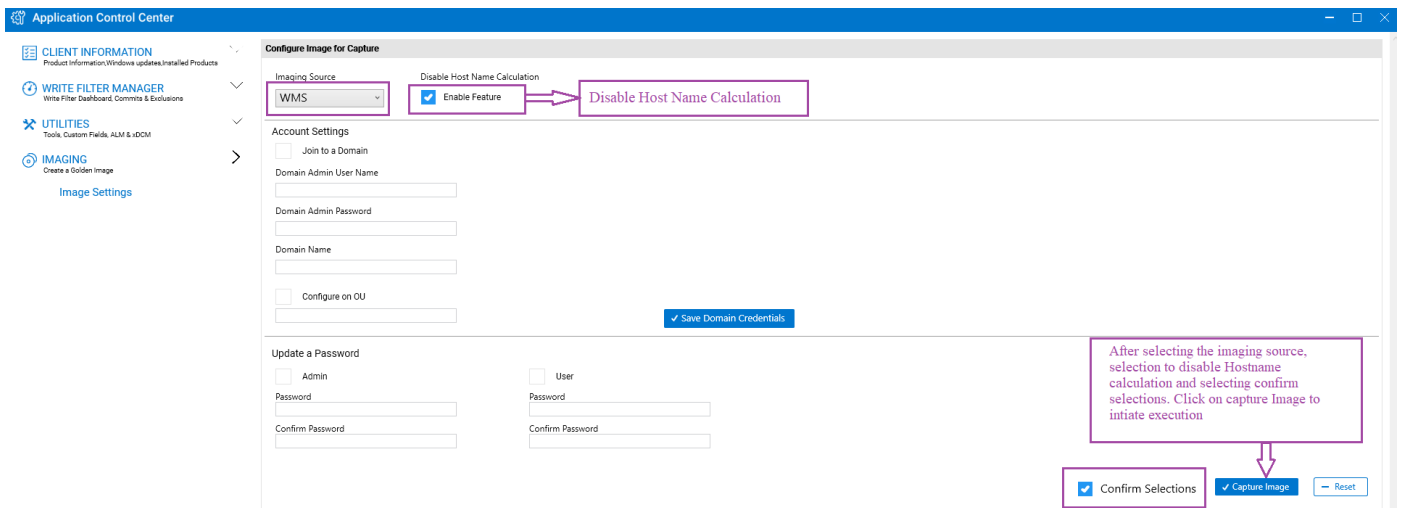 Application Control Center
CLIENT INFORMATION
Product Information,Windows updates,Installed Products
WRITE FILTER MANAGER
Write Filter Dashboard, Commits & Exclusions
UTILITIES
Tools, Custom Fields, ALM & xDCM
IMAGING
Create a Golden Image
Image Settings
Configure Image for Capture
Imaging Source
Disable Host Name Calculation
WMS
Enable Feature
Disable Host Name Calculation
Account Settings
Join to a Domain
Domain Admin User Name
Domain Admin Password
Domain Name
Configure on OU
Save Domain Credentials
Update a Password
Admin
User
Password
Password
Confirm Password
Confirm Password
After selecting the imaging source,
selection to disable Hostname
calculation and selecting confirm
selections. Click on capture Image to
intiate execution
Confirm Selections
Capture Image
Reset